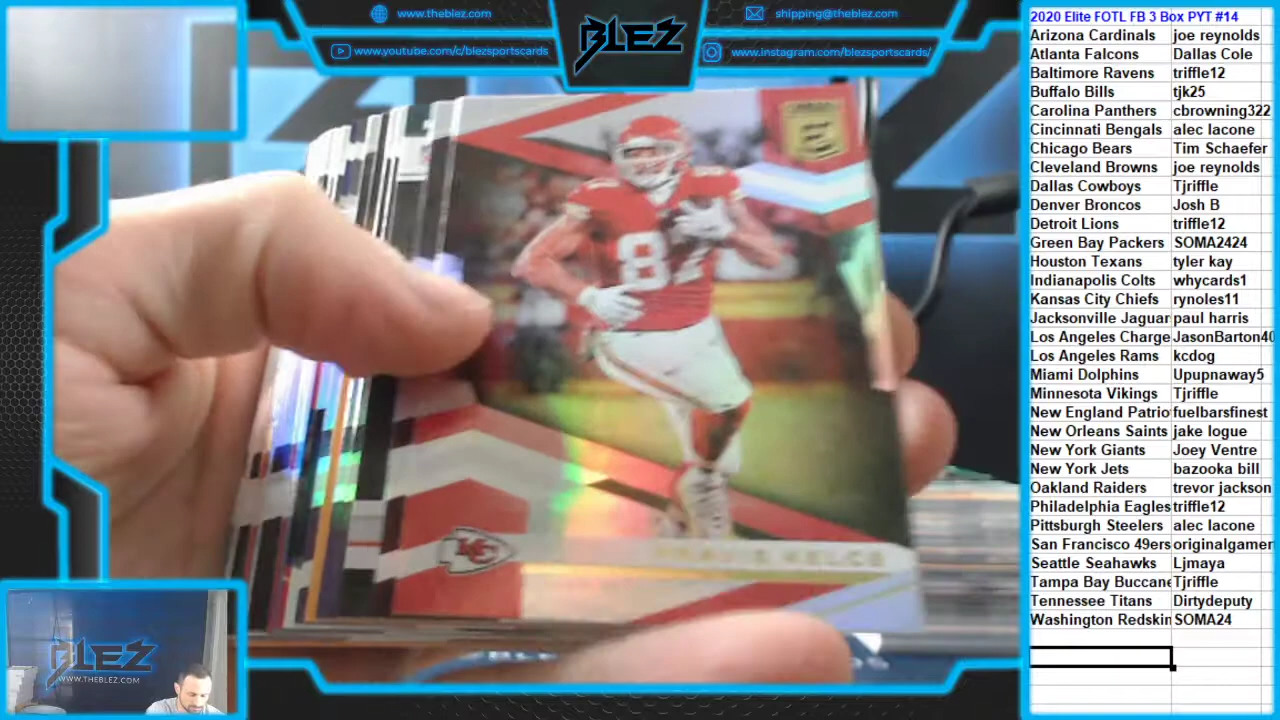 www.theblez.com
shipping@theblez.com
www.youtube.com/c/blezsportscards
www.instagram.com/blezsportscards/
BLEZ
2020 Elite FOTL FB 3 Box PYT #14
Arizona Cardinals joe reynolds
Atlanta Falcons Dallas Cole
Baltimore Ravens triffle12
Buffalo Bills tjk25
Carolina Panthers cbrowning322
Cincinnati Bengals alec Iacone
Chicago Bears Tim Schaefer
Cleveland Browns joe reynolds
Dallas Cowboys Tjriffle
Denver Broncos Josh B
Detroit Lions triffle12
Green Bay Packers SOMA2424
Houston Texans tyler kay
Indianapolis Colts whycards1
Kansas City Chiefs rynoles11
Jacksonville Jaguar paul harris
Los Angeles Charge JasonBarton40
Los Angeles Rams kcdog
Miami Dolphins Upupnaway5
Minnesota Vikings Tjriffle
New England Patrio fuelbarsfinest
New Orleans Saints jake logue
New York Giants Joey Ventre
New York Jets bazooka bill
Oakland Raiders trevor jackson
Philadelphia Eagles triffle12
Pittsburgh Steelers alec Iacone
San Francisco 49ers originalgamer
Seattle Seahawks Ljmaya
Tampa Bay Buccane Tjriffle
Tennessee Titans Dirtydeputy
Washington Redskin SOMA24
E
87
KC
TRAVIS KELCE
BLEZ
WWW.THEBLEZ.COM